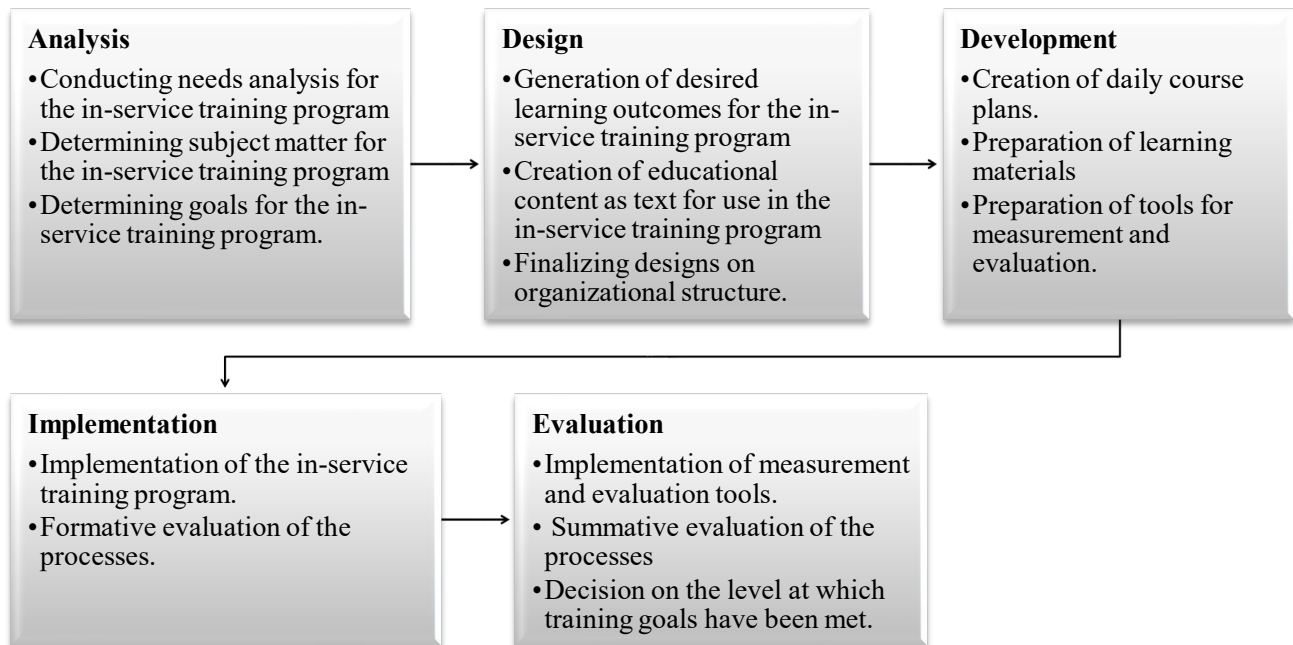 Analysis
•Conducting needs analysis for
the in-service training program
•Determining subject matter for
the in-service training program
•Determining goals for the in-
service training program.
Design
•Generation of desired
learning outcomes for the in-
service training program
•Creation of educational
content as text for use in the
in-service training program
•Finalizing designs on
organizational structure.
Development
•Creation of daily course
plans.
•Preparation of learning
materials
•Preparation of tools for
measurement and
evaluation.
Implementation
•Implementation of the in-service
training program.
•Formative evaluation of the
processes.
Evaluation
•Implementation of measurement
and evaluation tools.
• Summative evaluation of the
processes
•Decision on the level at which
training goals have been met.